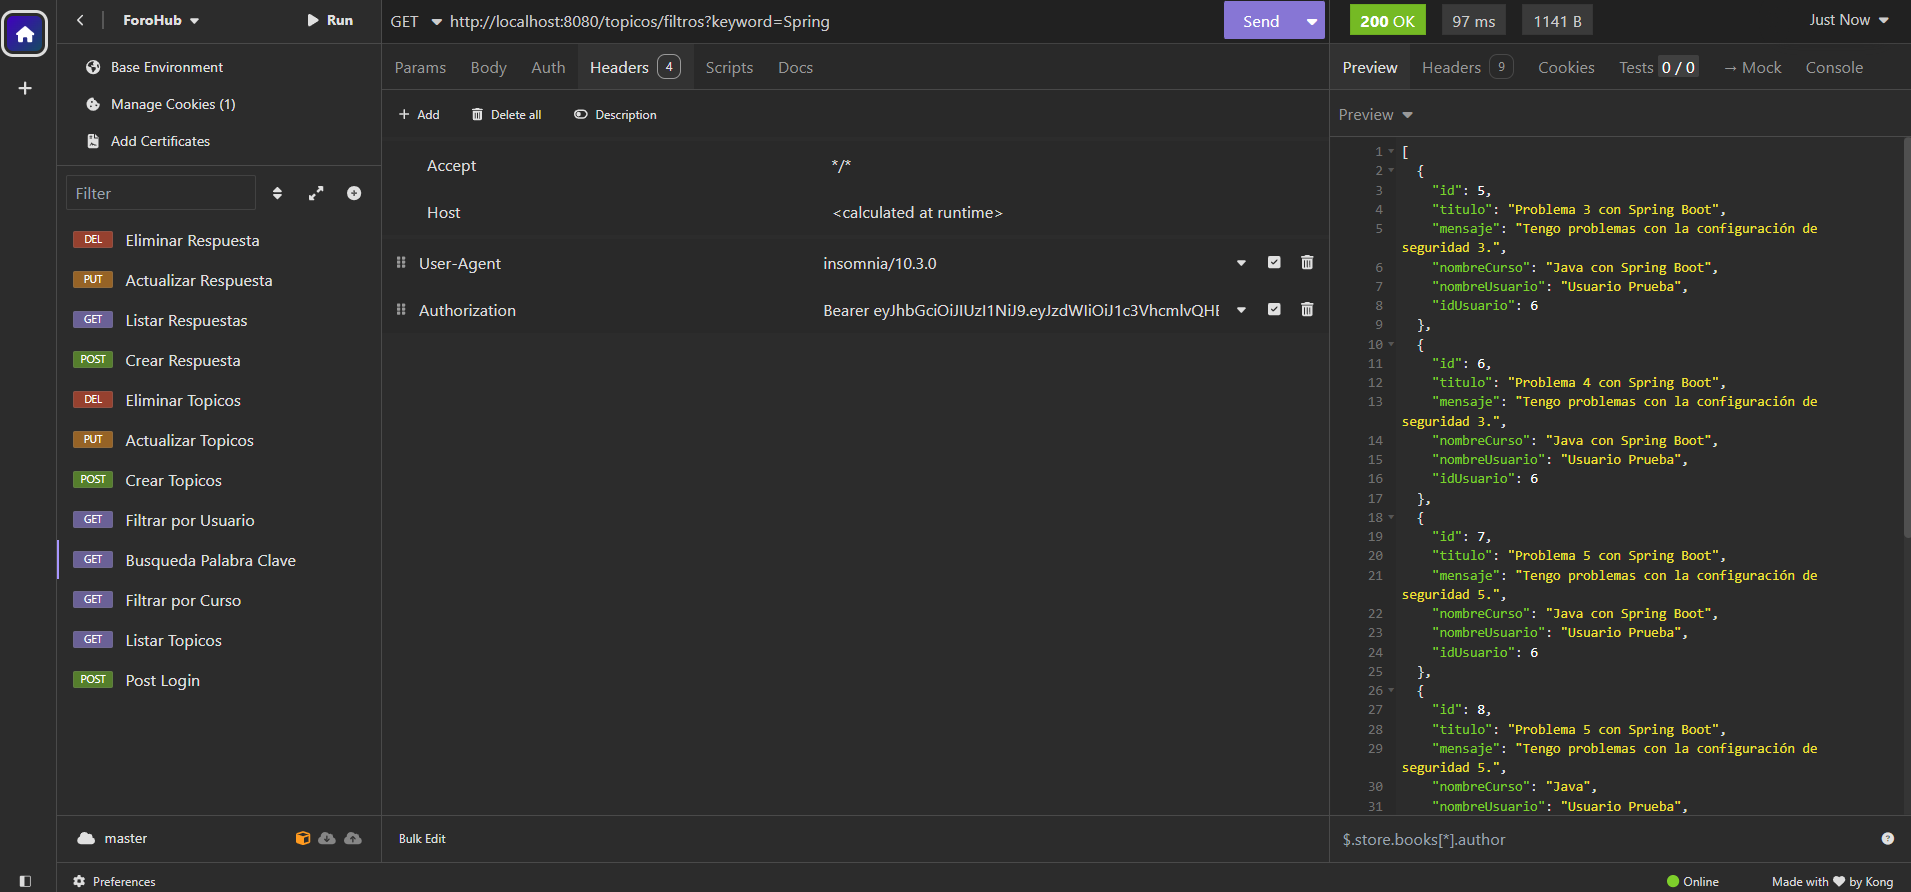 ForoHub
Run
Base Environment
Manage Cookies (1)
Add Certificates
Filter
DEL Eliminar Respuesta
PUT Actualizar Respuesta
GET Listar Respuestas
POST Crear Respuesta
DEL Eliminar Topicos
PUT Actualizar Topicos
POST Crear Topicos
GET Filtrar por Usuario
GET Busqueda Palabra Clave
GET Filtrar por Curso
GET Listar Topicos
POST Post Login
master
Preferences
GET http://localhost:8080/topicos/filtros?keyword=Spring Send
Params Body Auth Headers 4 Scripts Docs
+ Add Delete all Description
Accept */*
Host <calculated at runtime>
User-Agent insomnia/10.3.0
Authorization Bearer eyJhbGciOiJIUzI1NiJ9.eyJzdWIiOiJ1c3VhcmlvQHE
Bulk Edit
200 OK 97 ms 1141 B Just Now
Preview Headers 9 Cookies Tests 0 / 0 → Mock Console
Preview
1 [
2 {
3 "id": 5,
4 "titulo": "Problema 3 con Spring Boot",
5 "mensaje": "Tengo problemas con la configuración de
seguridad 3.",
6 "nombreCurso": "Java con Spring Boot",
7 "nombreUsuario": "Usuario Prueba",
8 "idUsuario": 6
9 },
10 {
11 "id": 6,
12 "titulo": "Problema 4 con Spring Boot",
13 "mensaje": "Tengo problemas con la configuración de
seguridad 3.",
14 "nombreCurso": "Java con Spring Boot",
15 "nombreUsuario": "Usuario Prueba",
16 "idUsuario": 6
17 },
18 {
19 "id": 7,
20 "titulo": "Problema 5 con Spring Boot",
21 "mensaje": "Tengo problemas con la configuración de
seguridad 5.",
22 "nombreCurso": "Java con Spring Boot",
23 "nombreUsuario": "Usuario Prueba",
24 "idUsuario": 6
25 },
26 {
27 "id": 8,
28 "titulo": "Problema 5 con Spring Boot",
29 "mensaje": "Tengo problemas con la configuración de
seguridad 5.",
30 "nombreCurso": "Java",
31 "nombreUsuario": "Usuario Prueba",
$.store.books[*].author
Online
Made with ♥ by Kong